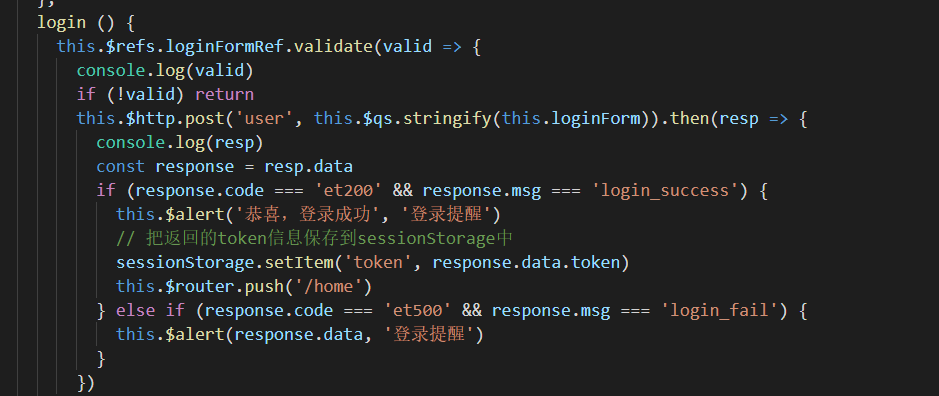 },
login () {
this.$refs.loginFormRef.validate(valid => {
console.log(valid)
if (!valid) return
this.$http.post('user', this.$qs.stringify(this.loginForm)).then(resp => {
console.log(resp)
const response = resp.data
if (response.code === 'et200' && response.msg === 'login_success') {
this.$alert('恭喜，登录成功', '登录提醒')
// 把返回的token信息保存到sessionStorage中
sessionStorage.setItem('token', response.data.token)
this.$router.push('/home')
} else if (response.code === 'et500' && response.msg === 'login_fail') {
this.$alert(response.data, '登录提醒')
}
})